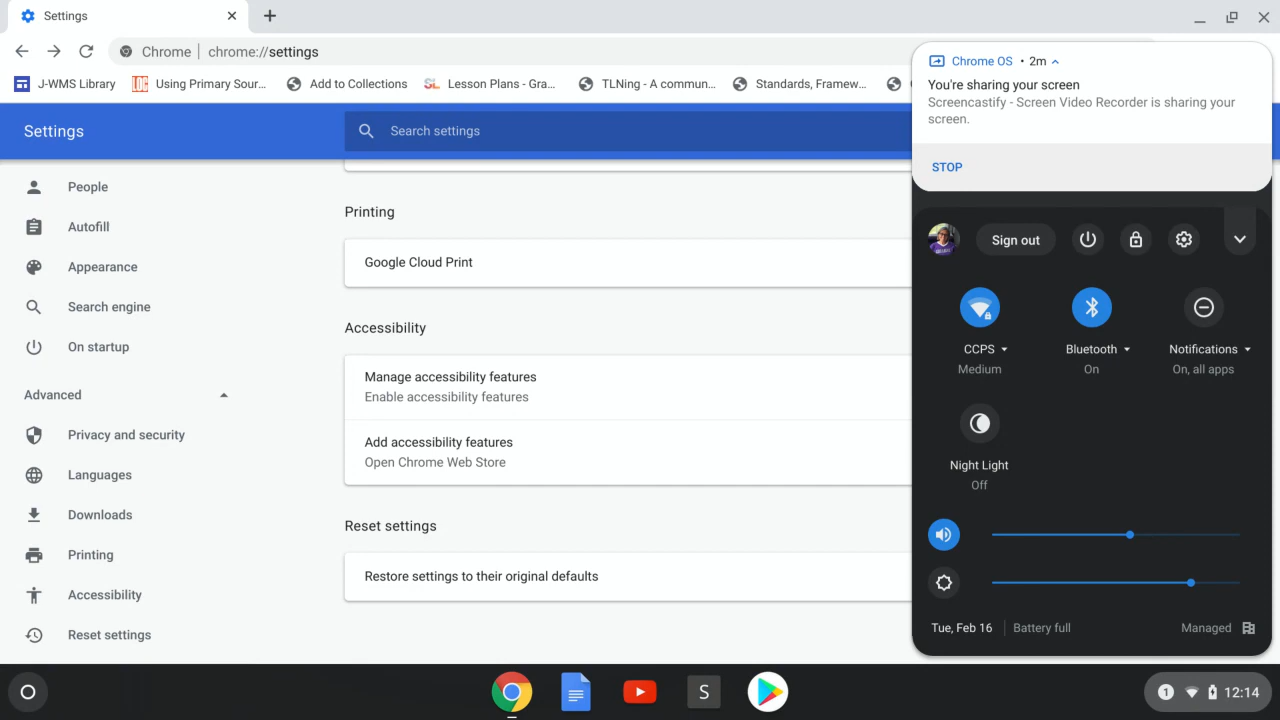 Settings
Chrome | chrome://settings
J-WMS Library
Using Primary Sour...
Add to Collections
SL
Lesson Plans - Gra...
TLNing - A commun...
Standards, Framew...
Settings
Search settings
People
Autofill
Appearance
Search engine
On startup
Advanced
Privacy and security
Languages
Downloads
Printing
Accessibility
Reset settings
Printing
Google Cloud Print
Accessibility
Manage accessibility features
Enable accessibility features
Add accessibility features
Open Chrome Web Store
Reset settings
Restore settings to their original defaults
Chrome OS • 2m
You're sharing your screen
Screencastify - Screen Video Recorder is sharing your
screen.
STOP
Sign out
CCPS
Medium
Bluetooth
On
Notifications
On, all apps
Night Light
Off
Tue, Feb 16 | Battery full
Managed
S
1
12:14